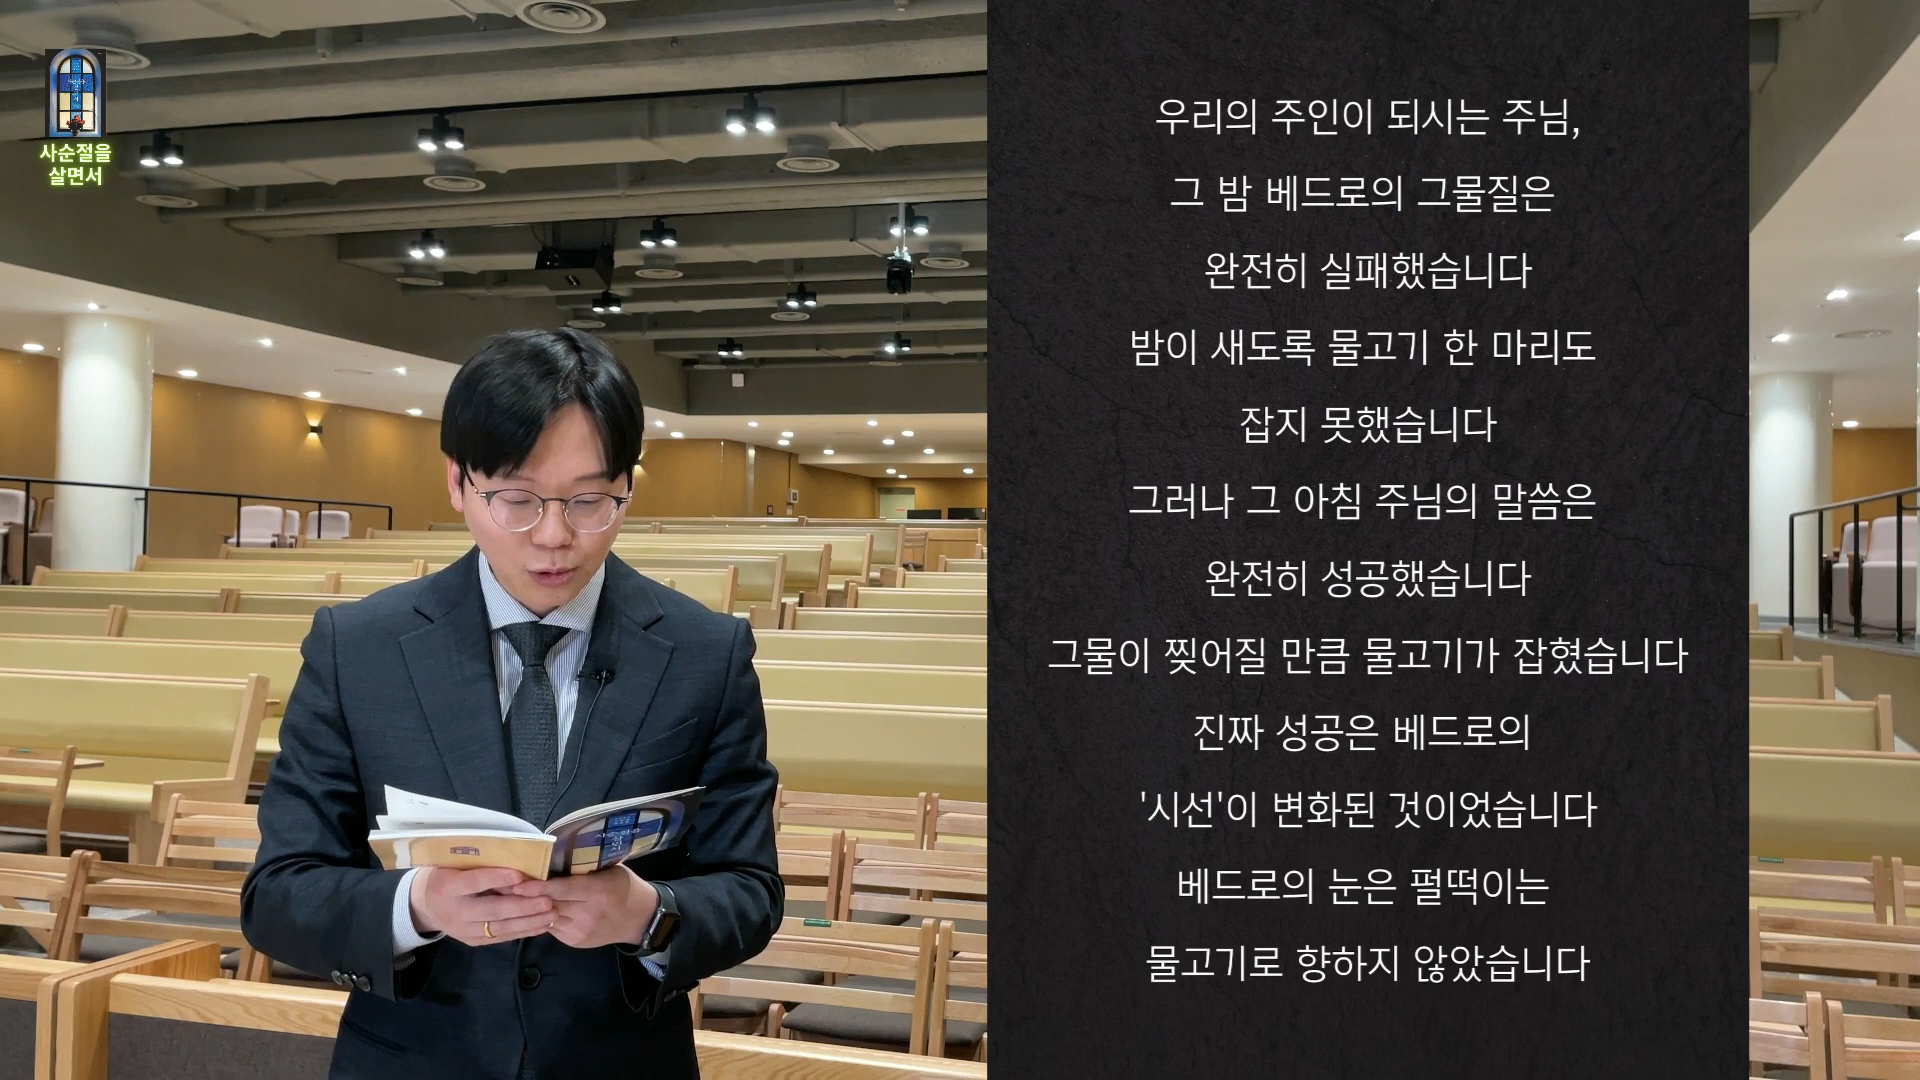 사순절을
살면서
우리의 주인이 되시는 주님,
그 밤 베드로의 그물질은
완전히 실패했습니다
밤이 새도록 물고기 한 마리도
잡지 못했습니다
그러나 그 아침 주님의 말씀은
완전히 성공했습니다
그물이 찢어질 만큼 물고기가 잡혔습니다
진짜 성공은 베드로의
'시선'이 변화된 것이었습니다
베드로의 눈은 펄떡이는
물고기로 향하지 않았습니다